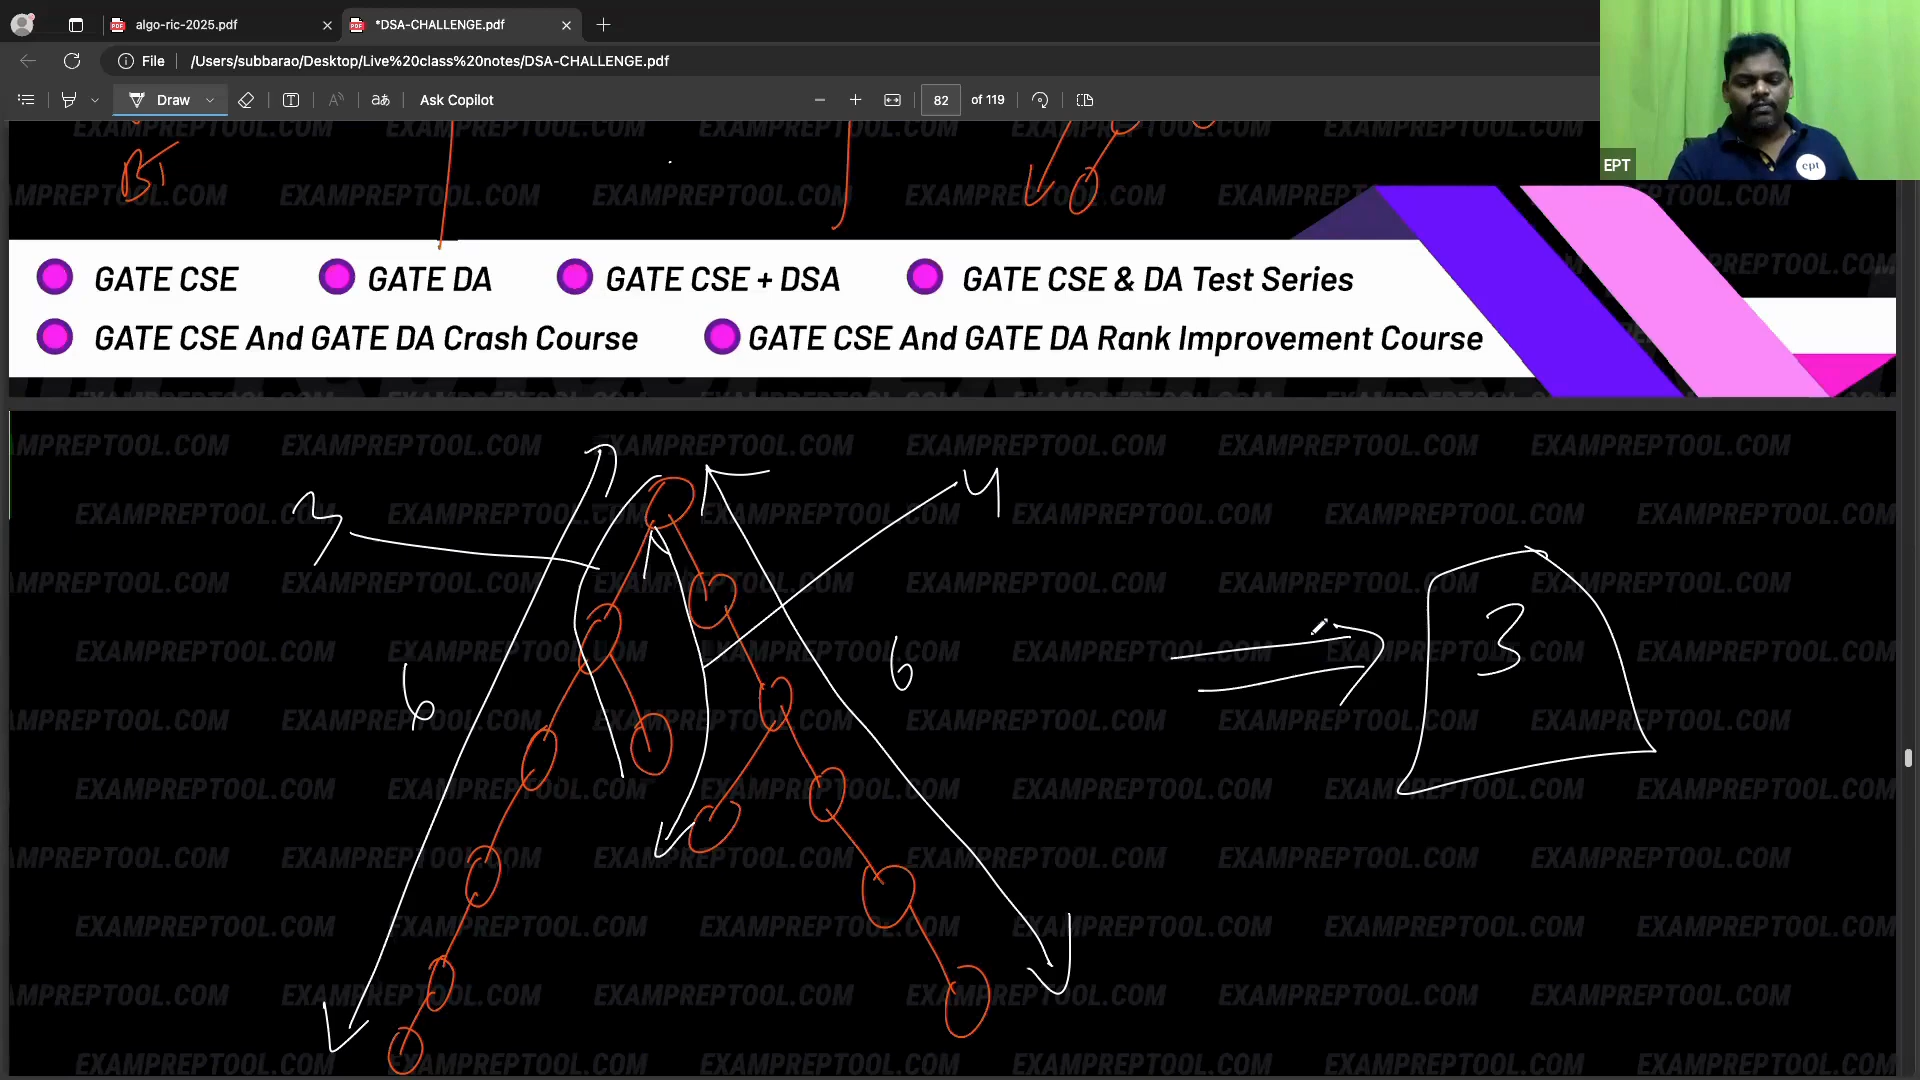 algo-ric-2025.pdf
*DSA-CHALLENGE.pdf
File
/Users/subbarao/Desktop/Live%20class%20notes/DSA-CHALLENGE.pdf
Draw
Ask Copilot
82 of 119
EPT
ept
BT
GATE CSE
GATE DA
GATE CSE + DSA
GATE CSE & DA Test Series
GATE CSE And GATE DA Crash Course
GATE CSE And GATE DA Rank Improvement Course
3
4
6
6
3
EXAMPREPTOOL.COM